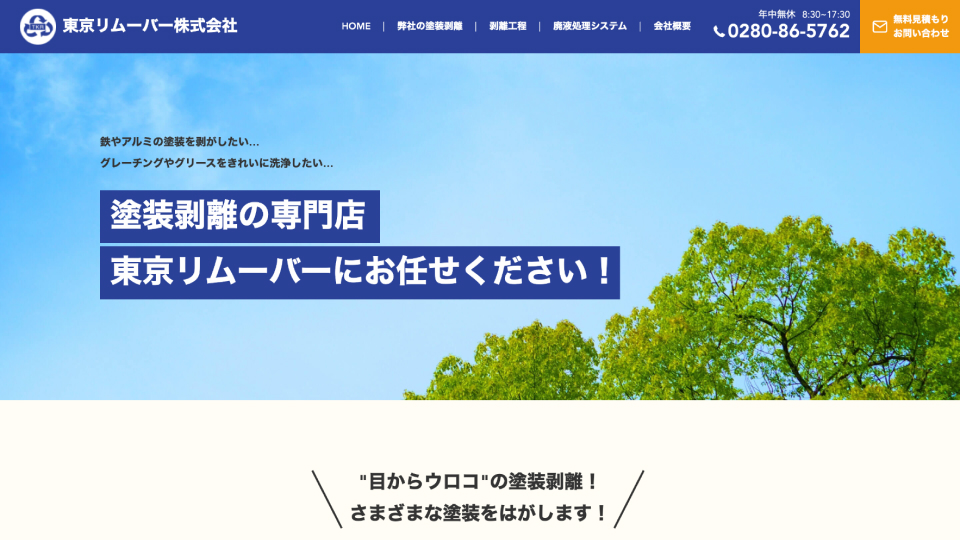 東京リムーバー株式会社
HOME | 弊社の塗装剥離 | 剥離工程 | 廃液処理システム | 会社概要
年中無休 8:30~17:30
0280-86-5762
無料見積もり
お問い合わせ
鉄やアルミの塗装を剥がしたい…
グレーチングやグリースをきれいに洗浄したい…
塗装剥離の専門店
東京リムーバーにお任せください！
"目からウロコ"の塗装剥離！
さまざまな塗装をはがします！